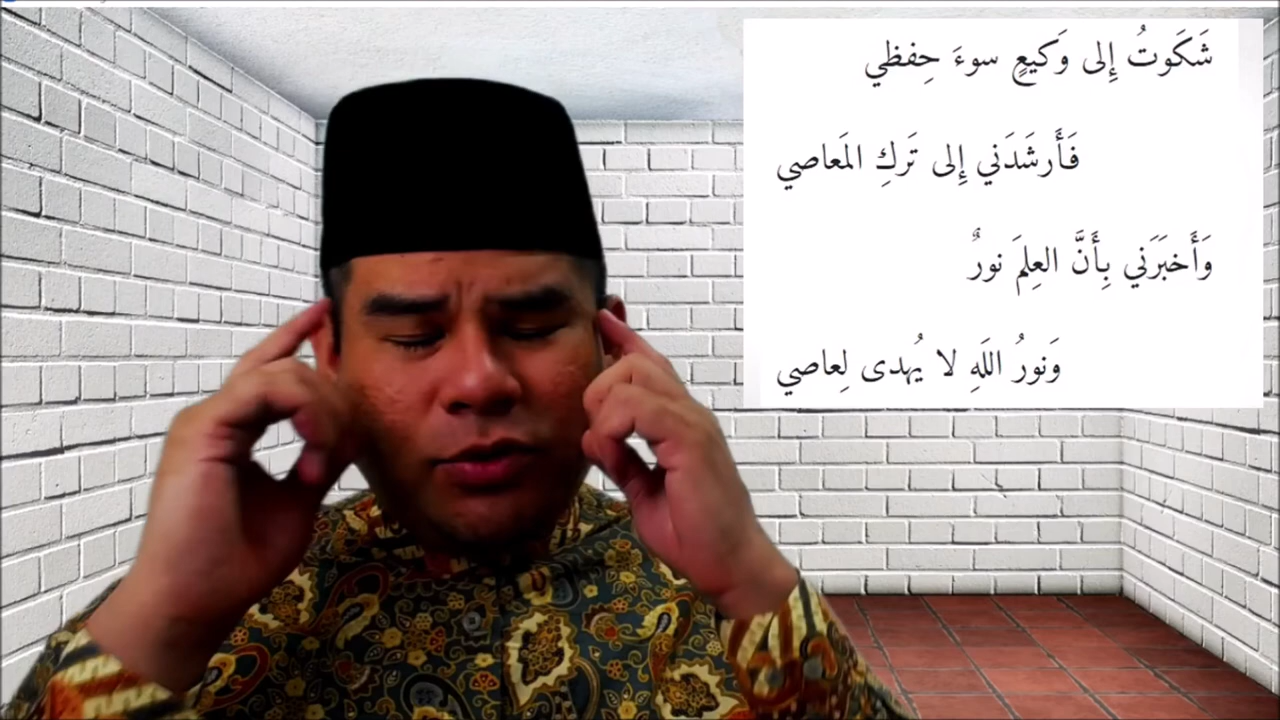 شَكَوتُ إِلى وَكيعٍ سوءَ حِفظي
فَأَرشَدَني إِلى تَركِ المَعاصي
وَأَخبَرَني بِأَنَّ العِلمَ نورٌ
وَنورُ اللَهِ لا يُهدى لِعاصي